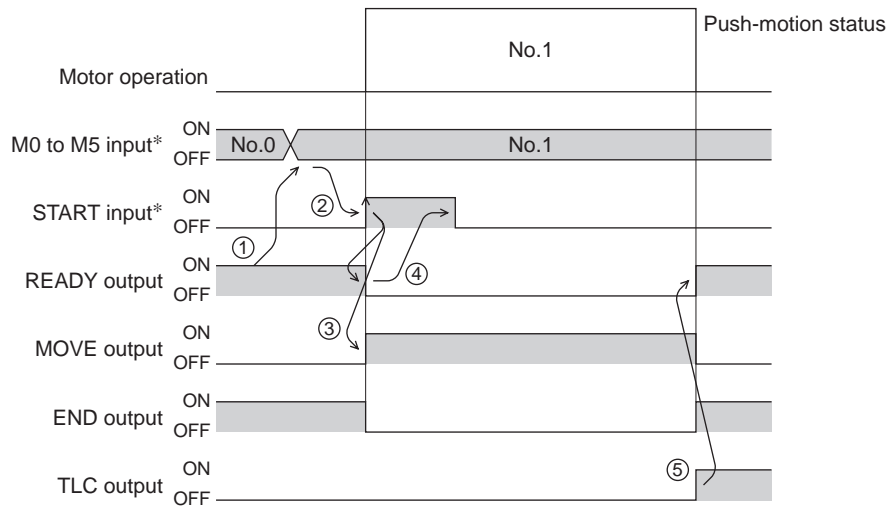 Push-motion status
No.1
Motor operation
M0 to M5 input*
ON
OFF
No.0
No.1
START input*
ON
OFF
②
①
READY output
ON
OFF
④
③
MOVE output
ON
OFF
END output
ON
OFF
TLC output
ON
OFF
⑤